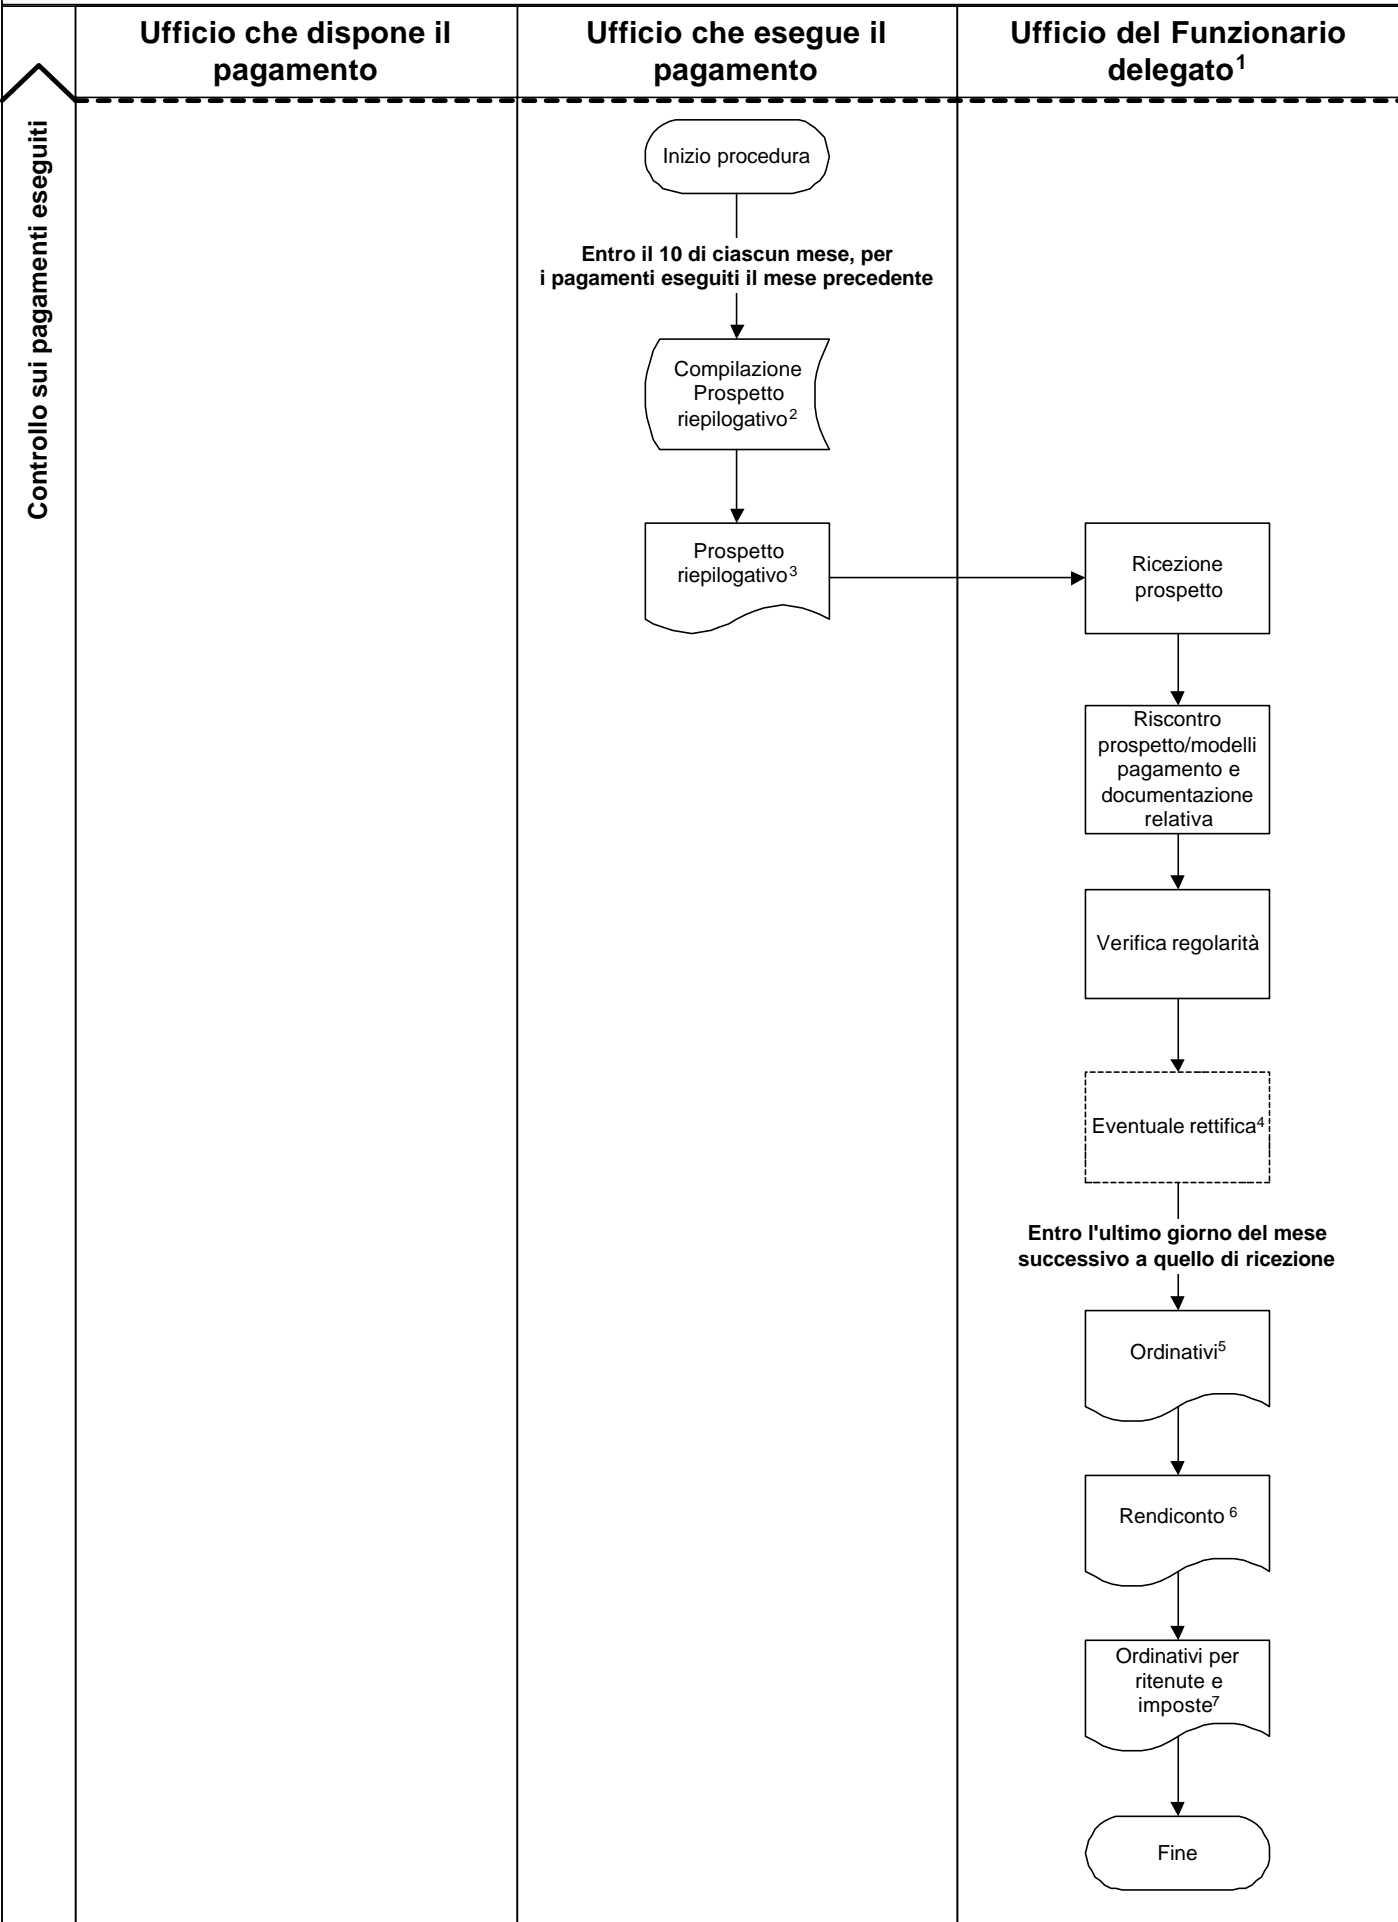 Ufficio che dispone il
pagamento
Ufficio che esegue il
pagamento
Ufficio del Funzionario
delegato1
Controllo sui pagamenti eseguiti
Inizio procedura
Entro il 10 di ciascun mese, per
i pagamenti eseguiti il mese precedente
Compilazione
Prospetto
riepilogativo2
Prospetto
riepilogativo3
Ricezione
prospetto
Riscontro
prospetto/modelli
pagamento e
documentazione
relativa
Verifica regolarità
Eventuale rettifica4
Entro l'ultimo giorno del mese
successivo a quello di ricezione
Ordinativi5
Rendiconto 6
Ordinativi per
ritenute e
imposte7
Fine